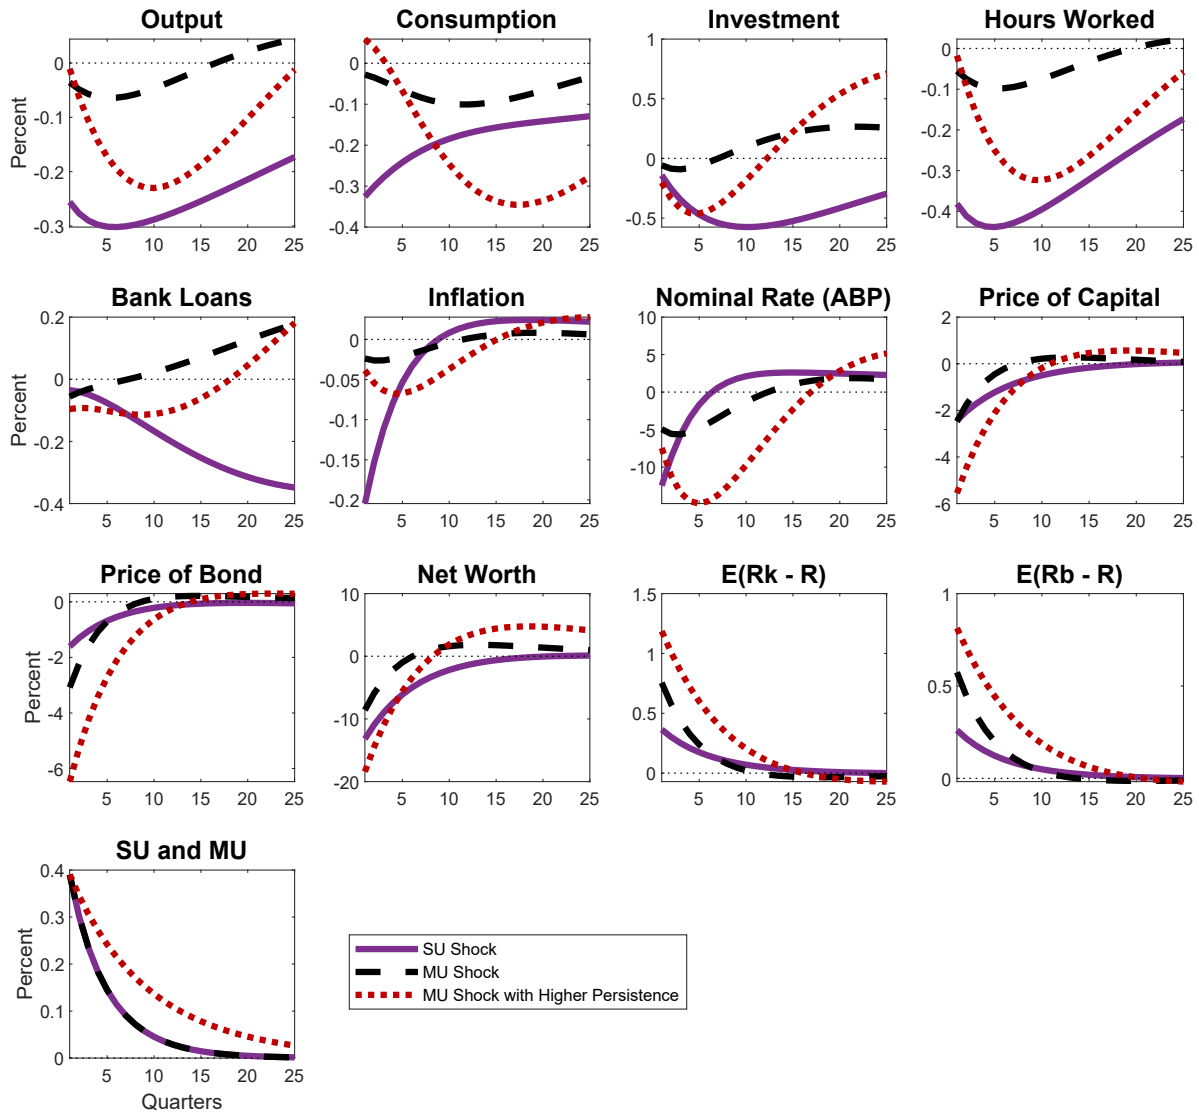 Output
Consumption
Investment
Hours Worked
Percent
0
-0.1
-0.2
-0.3
5 10 15 20 25
0
-0.1
-0.2
-0.3
-0.4
5 10 15 20 25
1
0.5
0
-0.5
5 10 15 20 25
0
-0.1
-0.2
-0.3
-0.4
5 10 15 20 25
Bank Loans
Inflation
Nominal Rate (ABP)
Price of Capital
Percent
0.2
0
-0.2
-0.4
5 10 15 20 25
0
-0.05
-0.1
-0.15
-0.2
5 10 15 20 25
10
5
0
-5
-10
5 10 15 20 25
2
0
-2
-4
-6
5 10 15 20 25
Price of Bond
Net Worth
E(Rk - R)
E(Rb - R)
Percent
0
-2
-4
-6
5 10 15 20 25
10
0
-10
-20
5 10 15 20 25
1.5
1
0.5
0
5 10 15 20 25
1
0.5
0
5 10 15 20 25
SU and MU
Percent
0.4
0.3
0.2
0.1
0
5 10 15 20 25
Quarters
SU Shock
MU Shock
MU Shock with Higher Persistence